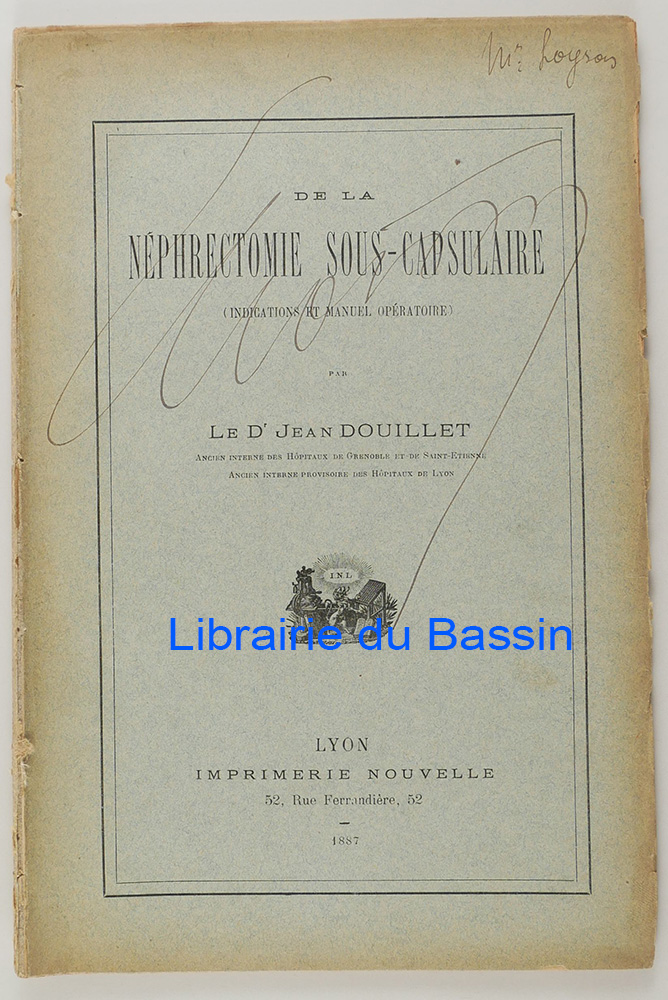 DE LA
NÉPHRECTOMIE SOUS-CAPSULAIRE
(INDICATIONS ET MANUEL OPÉRATOIRE)
PAR
LE Dr JEAN DOUILLET
ANCIEN INTERNE DES HÔPITAUX DE GRENOBLE ET DE SAINT-ETIENNE
ANCIEN INTERNE PROVISOIRE DES HÔPITAUX DE LYON
INL
Librairie du Bassin
LYON
IMPRIMERIE NOUVELLE
52, Rue Ferrandière, 52
1887